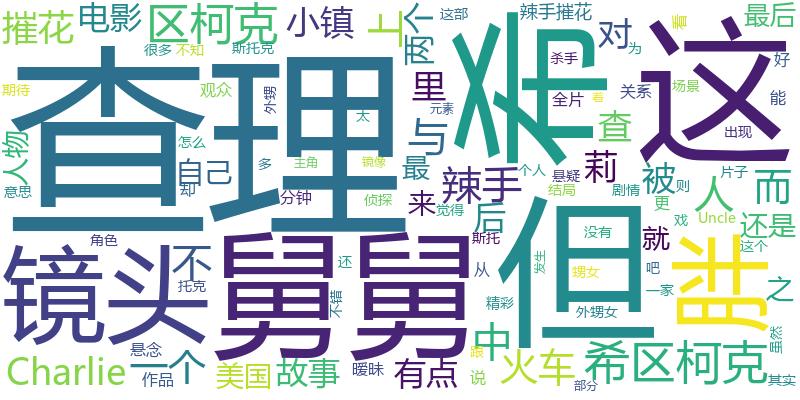 摧花
电影
区柯克
小镇
上
两个
这部
辣手摧花
看
最后
很多
不知
斯托克
对
杀手
为
好
期待
观众
外甥
里
希
这
人物
查理
太
元素
全片
看
关系
场景
能
怎么
与
查
出现
自己
多
主角
镜像
最
辣手
莉
个人
悬疑
被
人
而
意思
却
分钟
侦探
来
觉得
后
结局
剧情
更
则
片子
戏
Uncle
还是
角色
不
舅舅
斯托
但
没有
就
胖
这个
镜头
托克
还
从
发生
甥女
吧
之
不错
中
精彩
外甥女
一家
虽然
Charlie
悬念
一个
作品
美国
故事
暧昧
有点
跟
说
火车
部分
希区柯克
其实